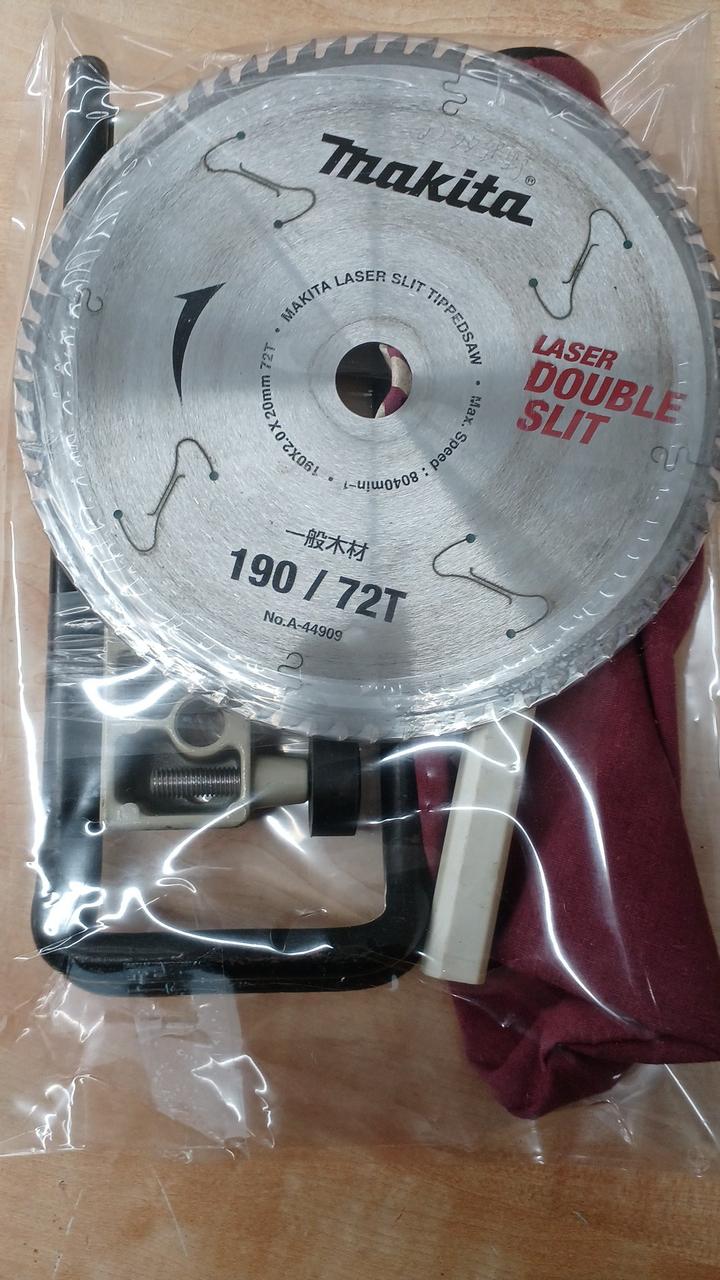 makita®
MAKITA LASER SLIT TIPPEDSAW • Max. Speed : 8040min⁻¹ • 190X2.0X20mm 72T •
LASER
DOUBLE
SLIT
一般木材
190 / 72T
No.A-44909